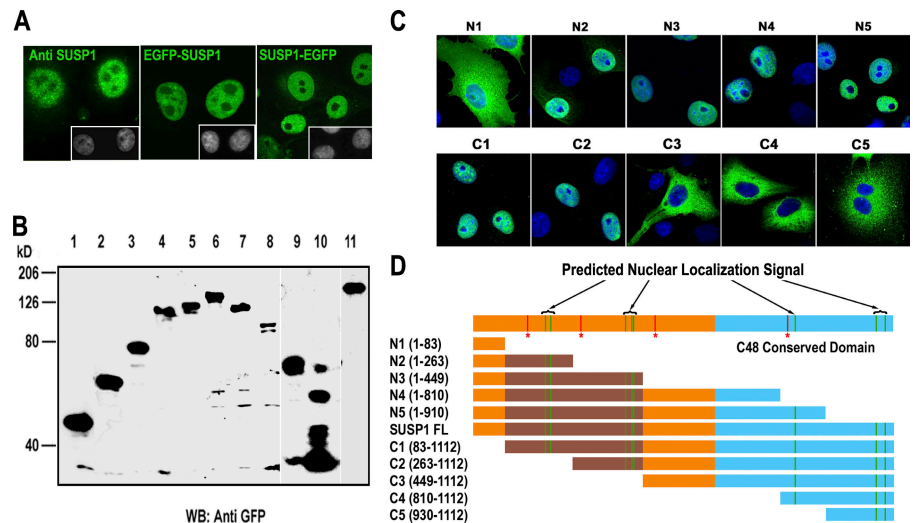 A
Anti SUSP1
EGFP-SUSP1
SUSP1-EGFP
B
kD
1 2 3 4 5 6 7 8 9 10 11
206
126
80
40
WB: Anti GFP
C
N1 N2 N3 N4 N5
C1 C2 C3 C4 C5
D
Predicted Nuclear Localization Signal
* * * *
C48 Conserved Domain
N1 (1-83)
N2 (1-263)
N3 (1-449)
N4 (1-810)
N5 (1-910)
SUSP1 FL
C1 (83-1112)
C2 (263-1112)
C3 (449-1112)
C4 (810-1112)
C5 (930-1112)